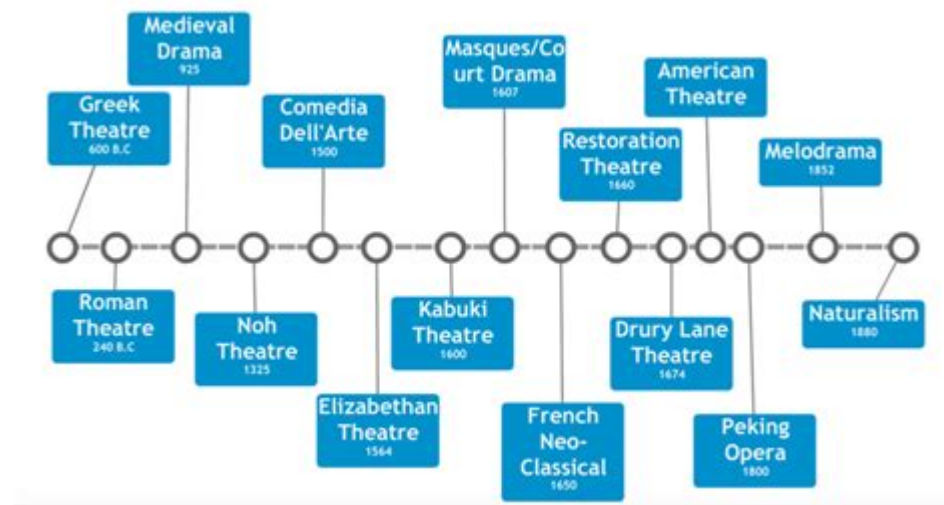 Greek
Theatre
600 B.C
Roman
Theatre
240 B.C
Medieval
Drama
925
Noh
Theatre
1325
Comedia
Dell'Arte
1500
Elizabethan
Theatre
1564
Kabuki
Theatre
1600
Masques/Co
urt Drama
1607
French
Neo-
Classical
1650
Restoration
Theatre
1660
Drury Lane
Theatre
1674
American
Theatre
Peking
Opera
1800
Melodrama
1852
Naturalism
1880